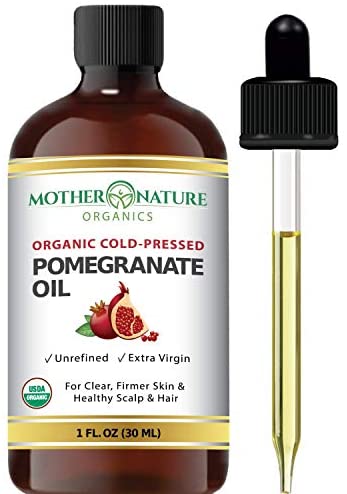 MOTHER NATURE
ORGANICS
ORGANIC COLD-PRESSED
POMEGRANATE
OIL
✓Unrefined ✓Extra Virgin
USDA
ORGANIC
For Clear, Firmer Skin &
Healthy Scalp & Hair
1 FL. OZ (30 ML)